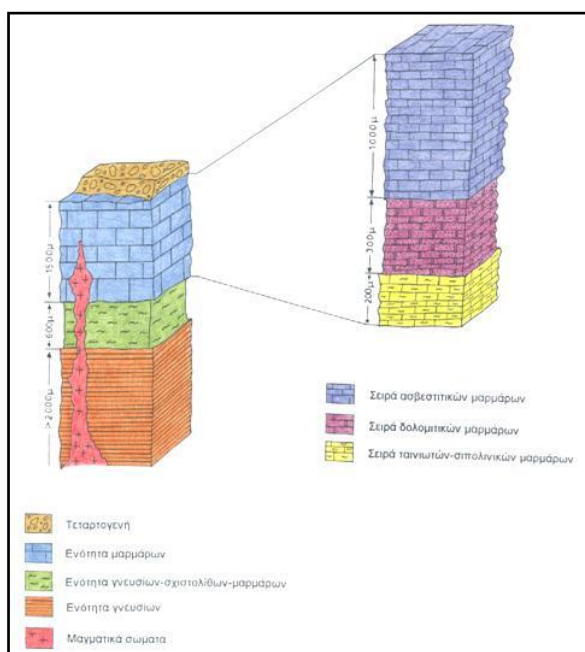 1000μ
300μ
200μ
1500μ
600μ
>2000μ
Σειρά ασβεστιτικών μαρμάρων
Σειρά δολομιτικών μαρμάρων
Σειρά ταινιωτών-σιπολινικών μαρμάρων
Τεταρτογενή
Ενότητα μαρμάρων
Ενότητα γνευσίων-σχιστολίθων-μαρμάρων
Ενότητα γνευσίων
Μαγματικά σώματα